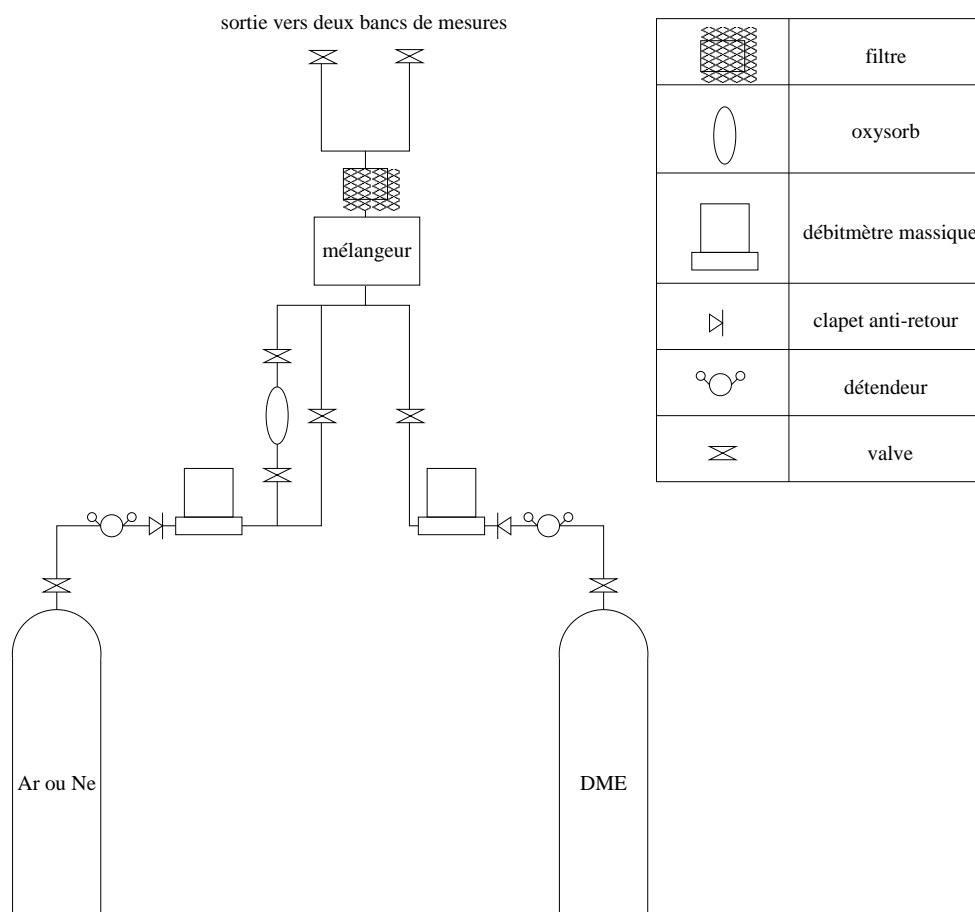 sortie vers deux bancs de mesures
mélangeur
Ar ou Ne
DME
filtre
oxysorb
débitmètre massique
clapet anti-retour
détendeur
valve